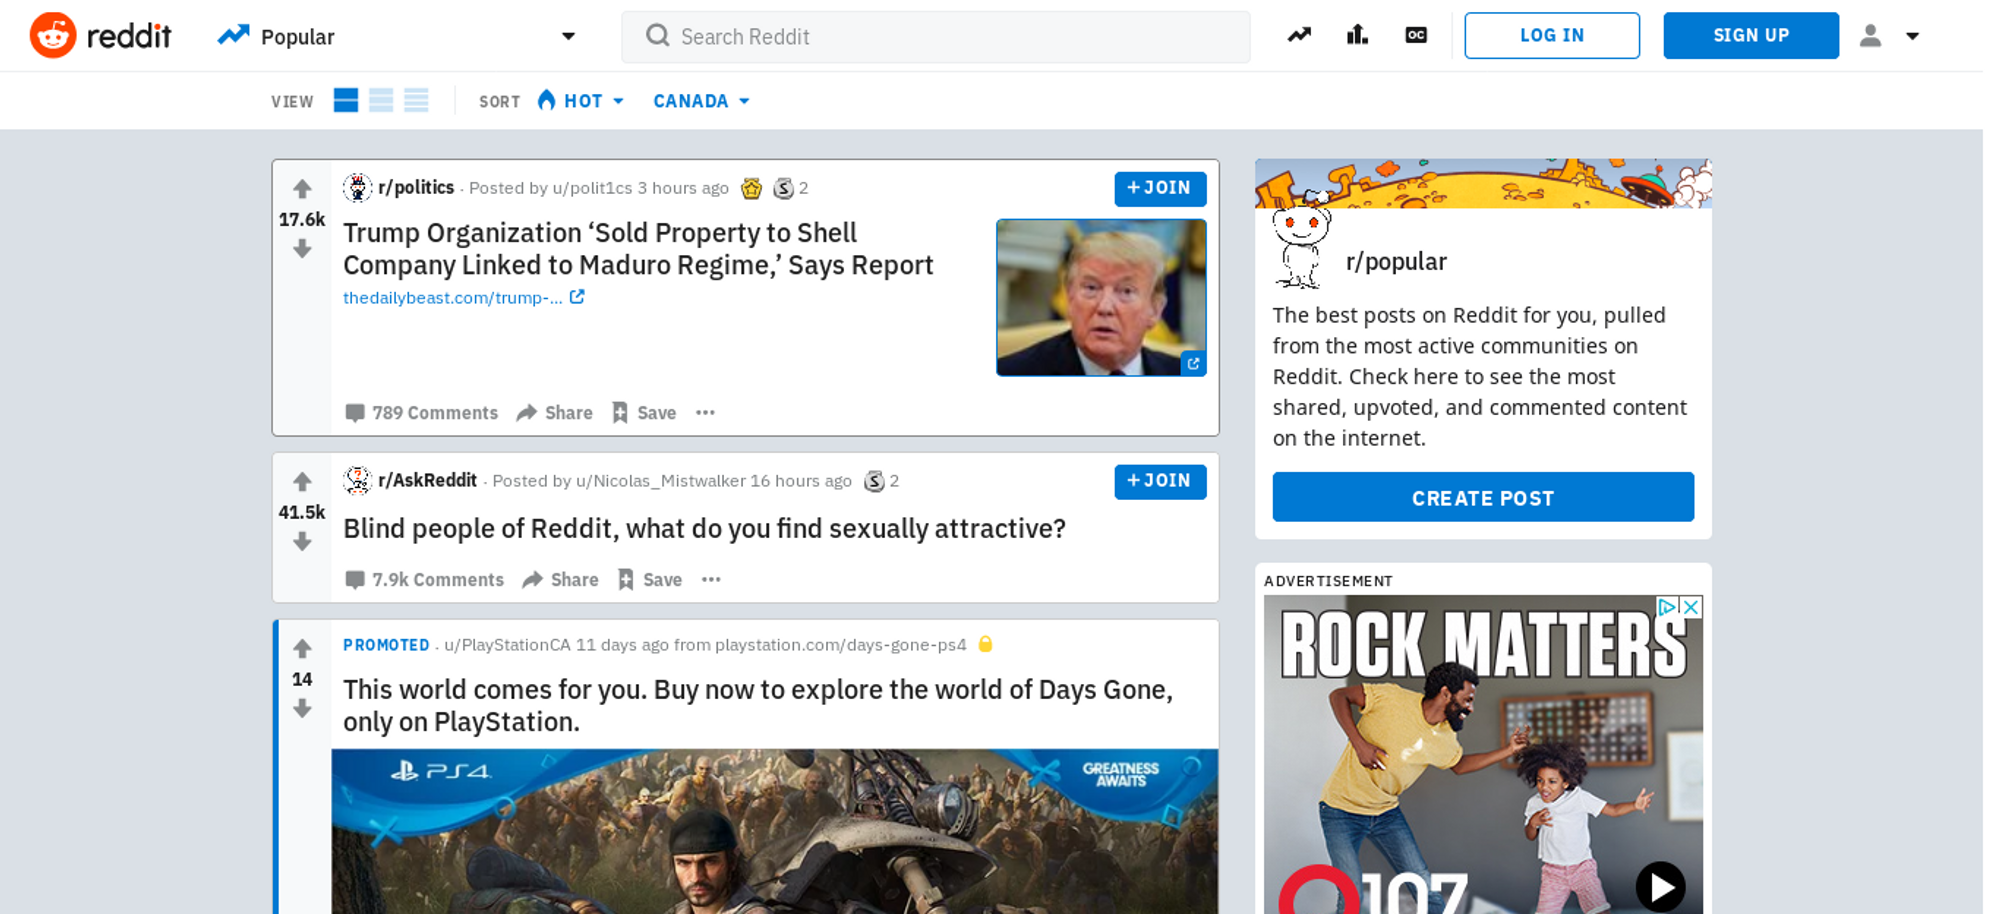 reddit
Popular
Search Reddit
OC
LOG IN
SIGN UP
VIEW
SORT
HOT
CANADA
r/politics · Posted by u/polit1cs 3 hours ago S 2
+ JOIN
17.6k
Trump Organization ‘Sold Property to Shell
Company Linked to Maduro Regime,’ Says Report
thedailybeast.com/trump-...
789 Comments
Share
Save
r/AskReddit · Posted by u/Nicolas_Mistwalker 16 hours ago S 2
+ JOIN
41.5k
Blind people of Reddit, what do you find sexually attractive?
7.9k Comments
Share
Save
PROMOTED · u/PlayStationCA 11 days ago from playstation.com/days-gone-ps4
14
This world comes for you. Buy now to explore the world of Days Gone,
only on PlayStation.
PS4
GREATNESS
AWAITS
r/popular
The best posts on Reddit for you, pulled
from the most active communities on
Reddit. Check here to see the most
shared, upvoted, and commented content
on the internet.
CREATE POST
ADVERTISEMENT
ROCK MATTERS
Q107